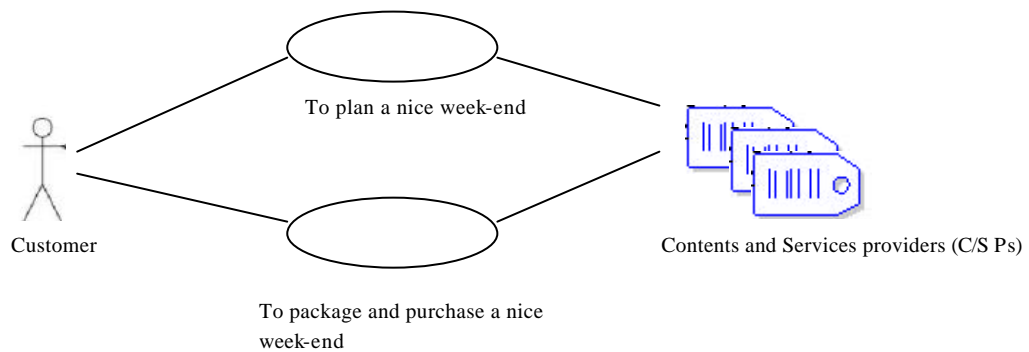 To plan a nice week-end
Customer
Contents and Services providers (C/S Ps)
To package and purchase a nice
week-end